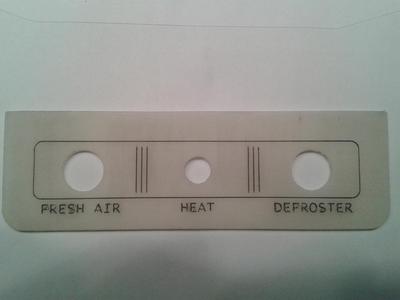 FRESH AIR HEAT DEFROSTER